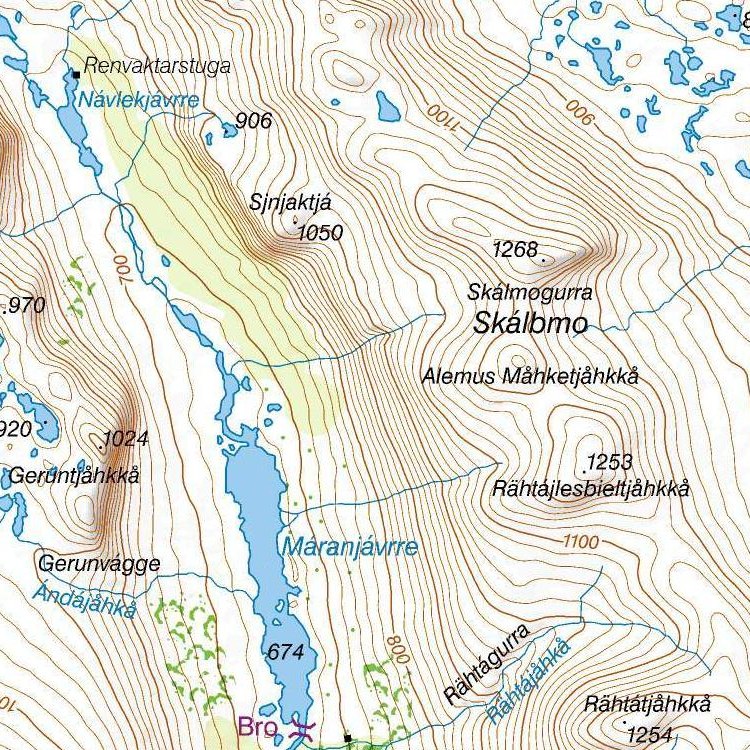 8
Renvaktarstuga
Návlekjávrre
906
1100
900
Sjnjaktjá
1050
1268
700
970
Skálmogurra
Skálbmo
Alemus Måhketjåhkkå
920
1024
1253
Geruntjåhkkå
Rähtájlesbieltjåhkkå
Máranjávrre
1100
Gerunvágge
Ándájåhkå
674
800
Rähtágurra
Rähtájåhkå
Rähtátjåhkkå
Bro
1254